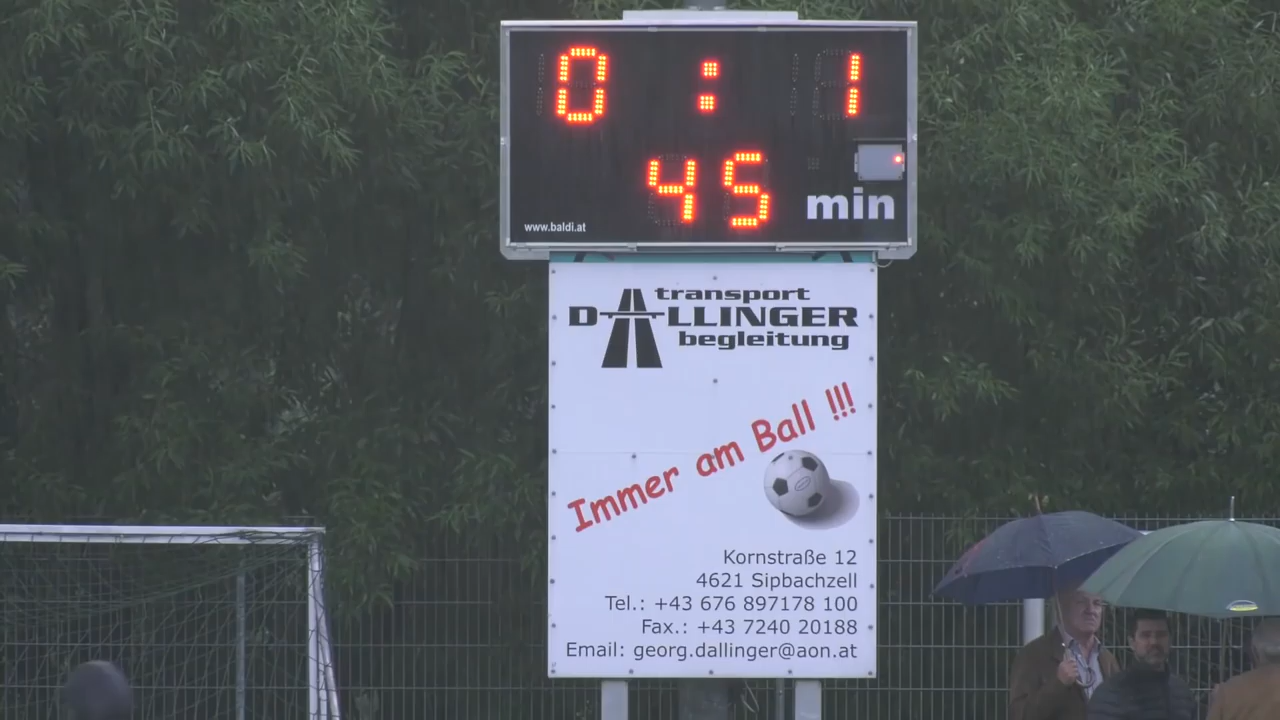 0 : 1
45 min
www.baldi.at
transport
DALLINGER
begleitung
Immer am Ball !!!
Kornstraße 12
4621 Sipbachzell
Tel.: +43 676 897178 100
Fax.: +43 7240 20188
Email: georg.dallinger@aon.at